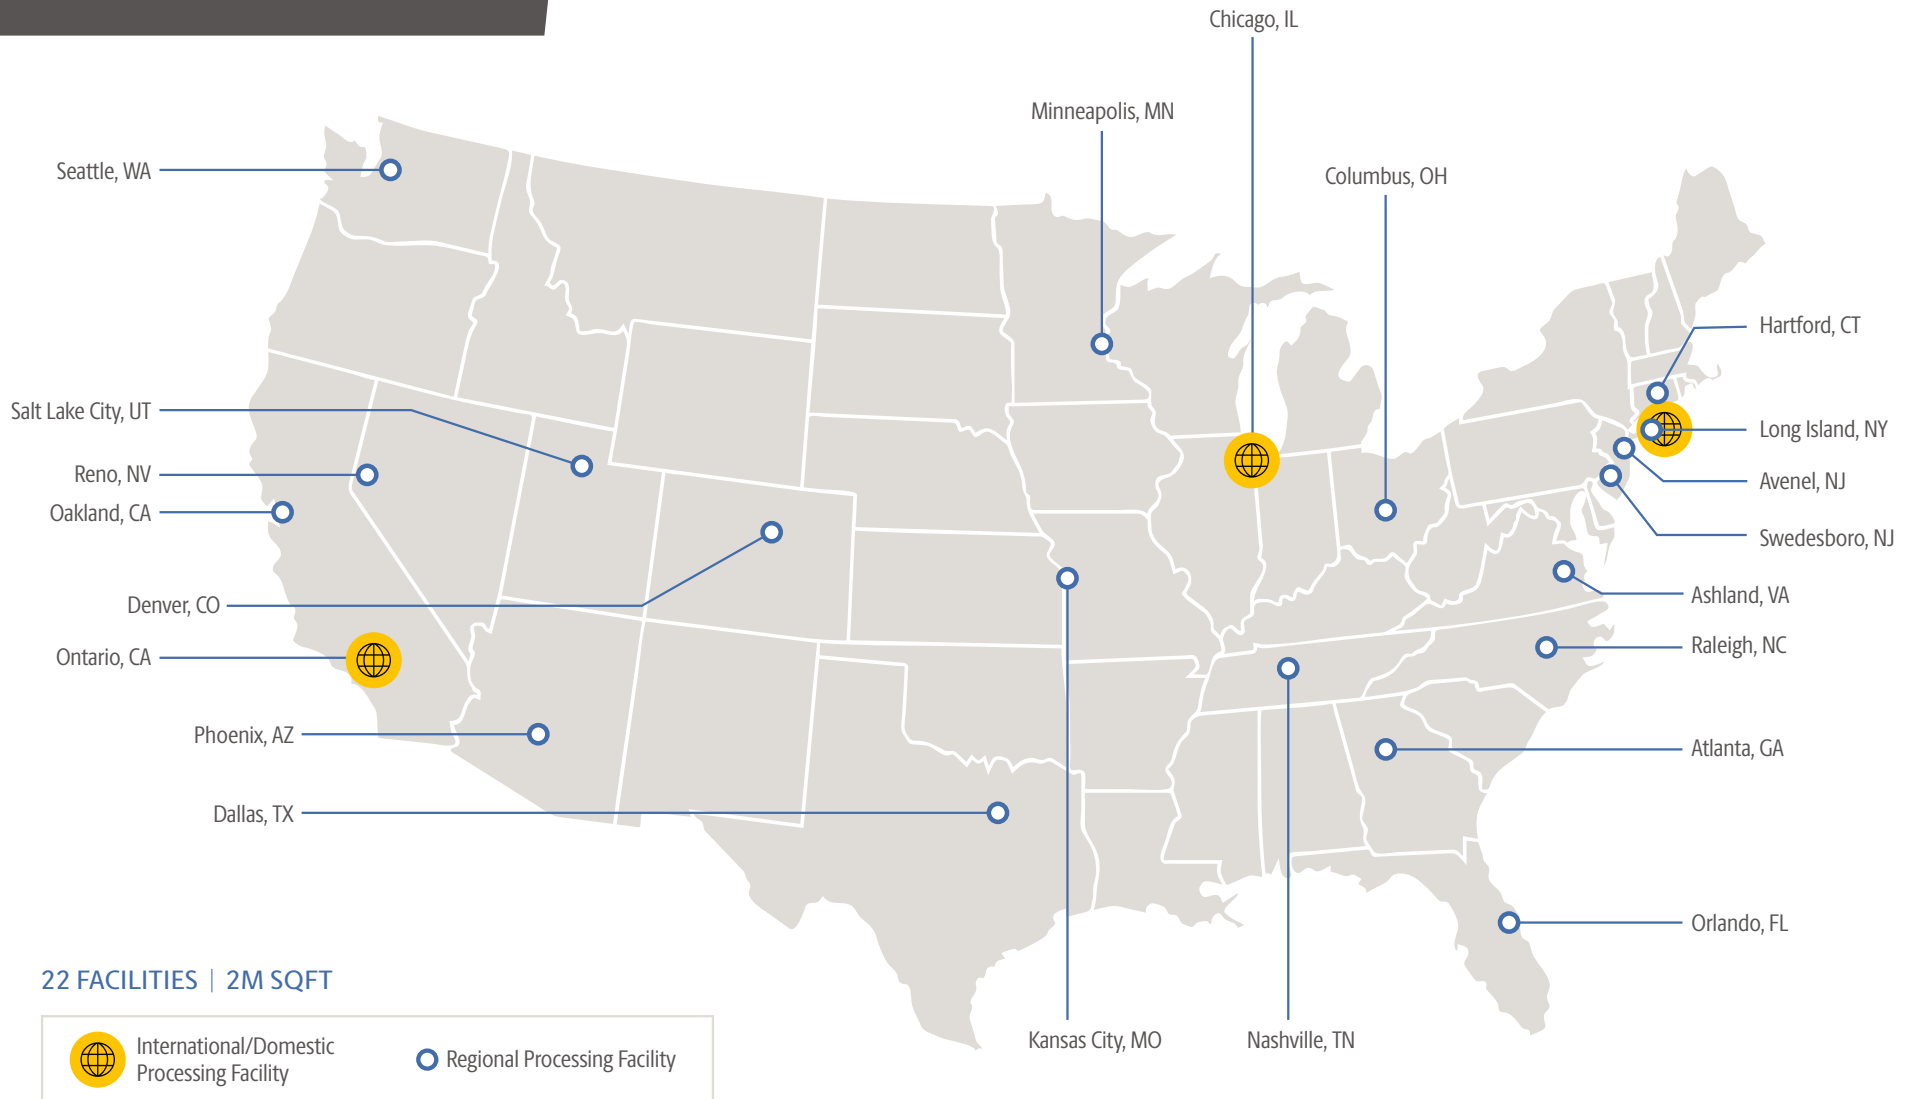 Chicago, IL
Minneapolis, MN
Columbus, OH
Seattle, WA
Hartford, CT
Salt Lake City, UT
Long Island, NY
Reno, NV
Avenel, NJ
Oakland, CA
Swedesboro, NJ
Denver, CO
Ashland, VA
Ontario, CA
Raleigh, NC
Phoenix, AZ
Atlanta, GA
Dallas, TX
Orlando, FL
22 FACILITIES | 2M SQFT
Kansas City, MO
Nashville, TN
International/Domestic
Processing Facility
Regional Processing Facility